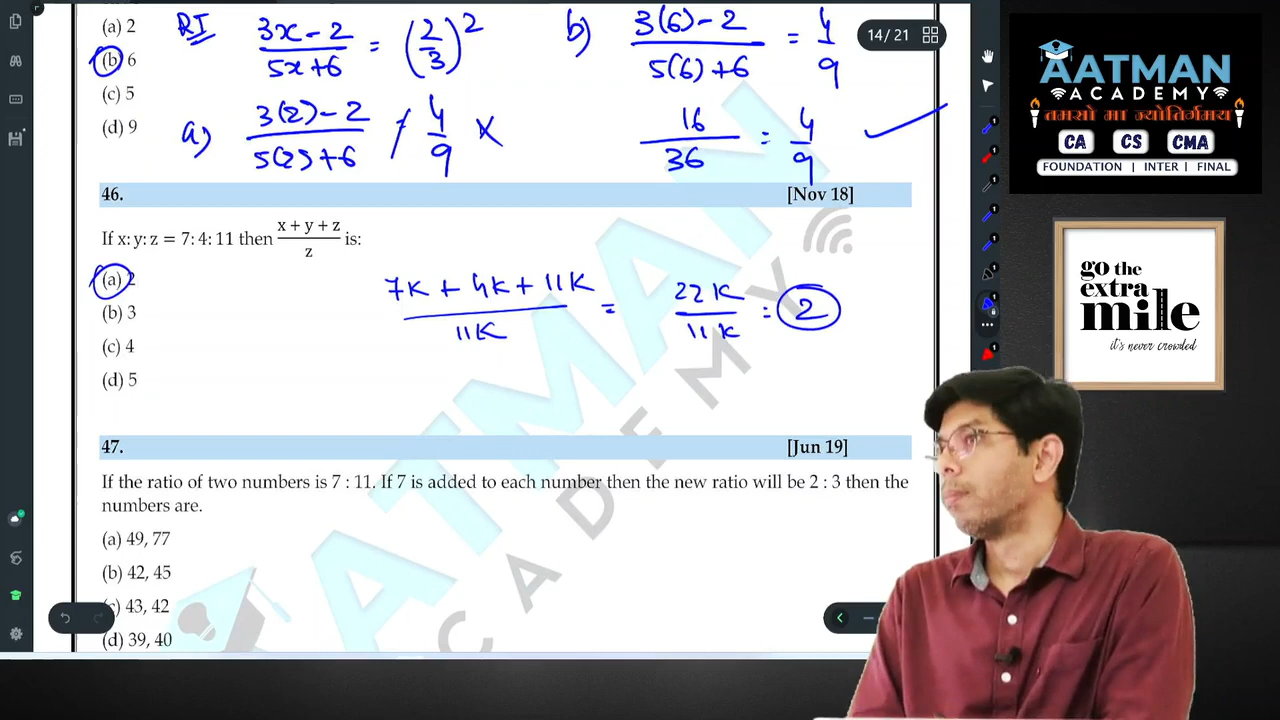 (a) 2
(b) 6
(c) 5
(d) 9
RI (3x - 2)/(5x + 6) = (2/3)²
a) (3(2) - 2)/(5(2) + 6) ≠ 4/9 ×
b) (3(6) - 2)/(5(6) + 6) = 4/9
16/36 = 4/9 ✓
14/21
46. [Nov 18]
If x: y: z = 7: 4: 11 then (x + y + z)/z is:
(a) 2
(b) 3
(c) 4
(d) 5
(7K + 4K + 11K)/11K = 22K/11K = 2
47. [Jun 19]
If the ratio of two numbers is 7 : 11. If 7 is added to each number then the new ratio will be 2 : 3 then the
numbers are.
(a) 49, 77
(b) 42, 45
(c) 43, 42
(d) 39, 40
ATMAN
ACADEMY
AATMAN
ACADEMY
तमसो मा ज्योतिर्गमय
CA CS CMA
FOUNDATION | INTER | FINAL
go the
extra
mile
it's never crowded